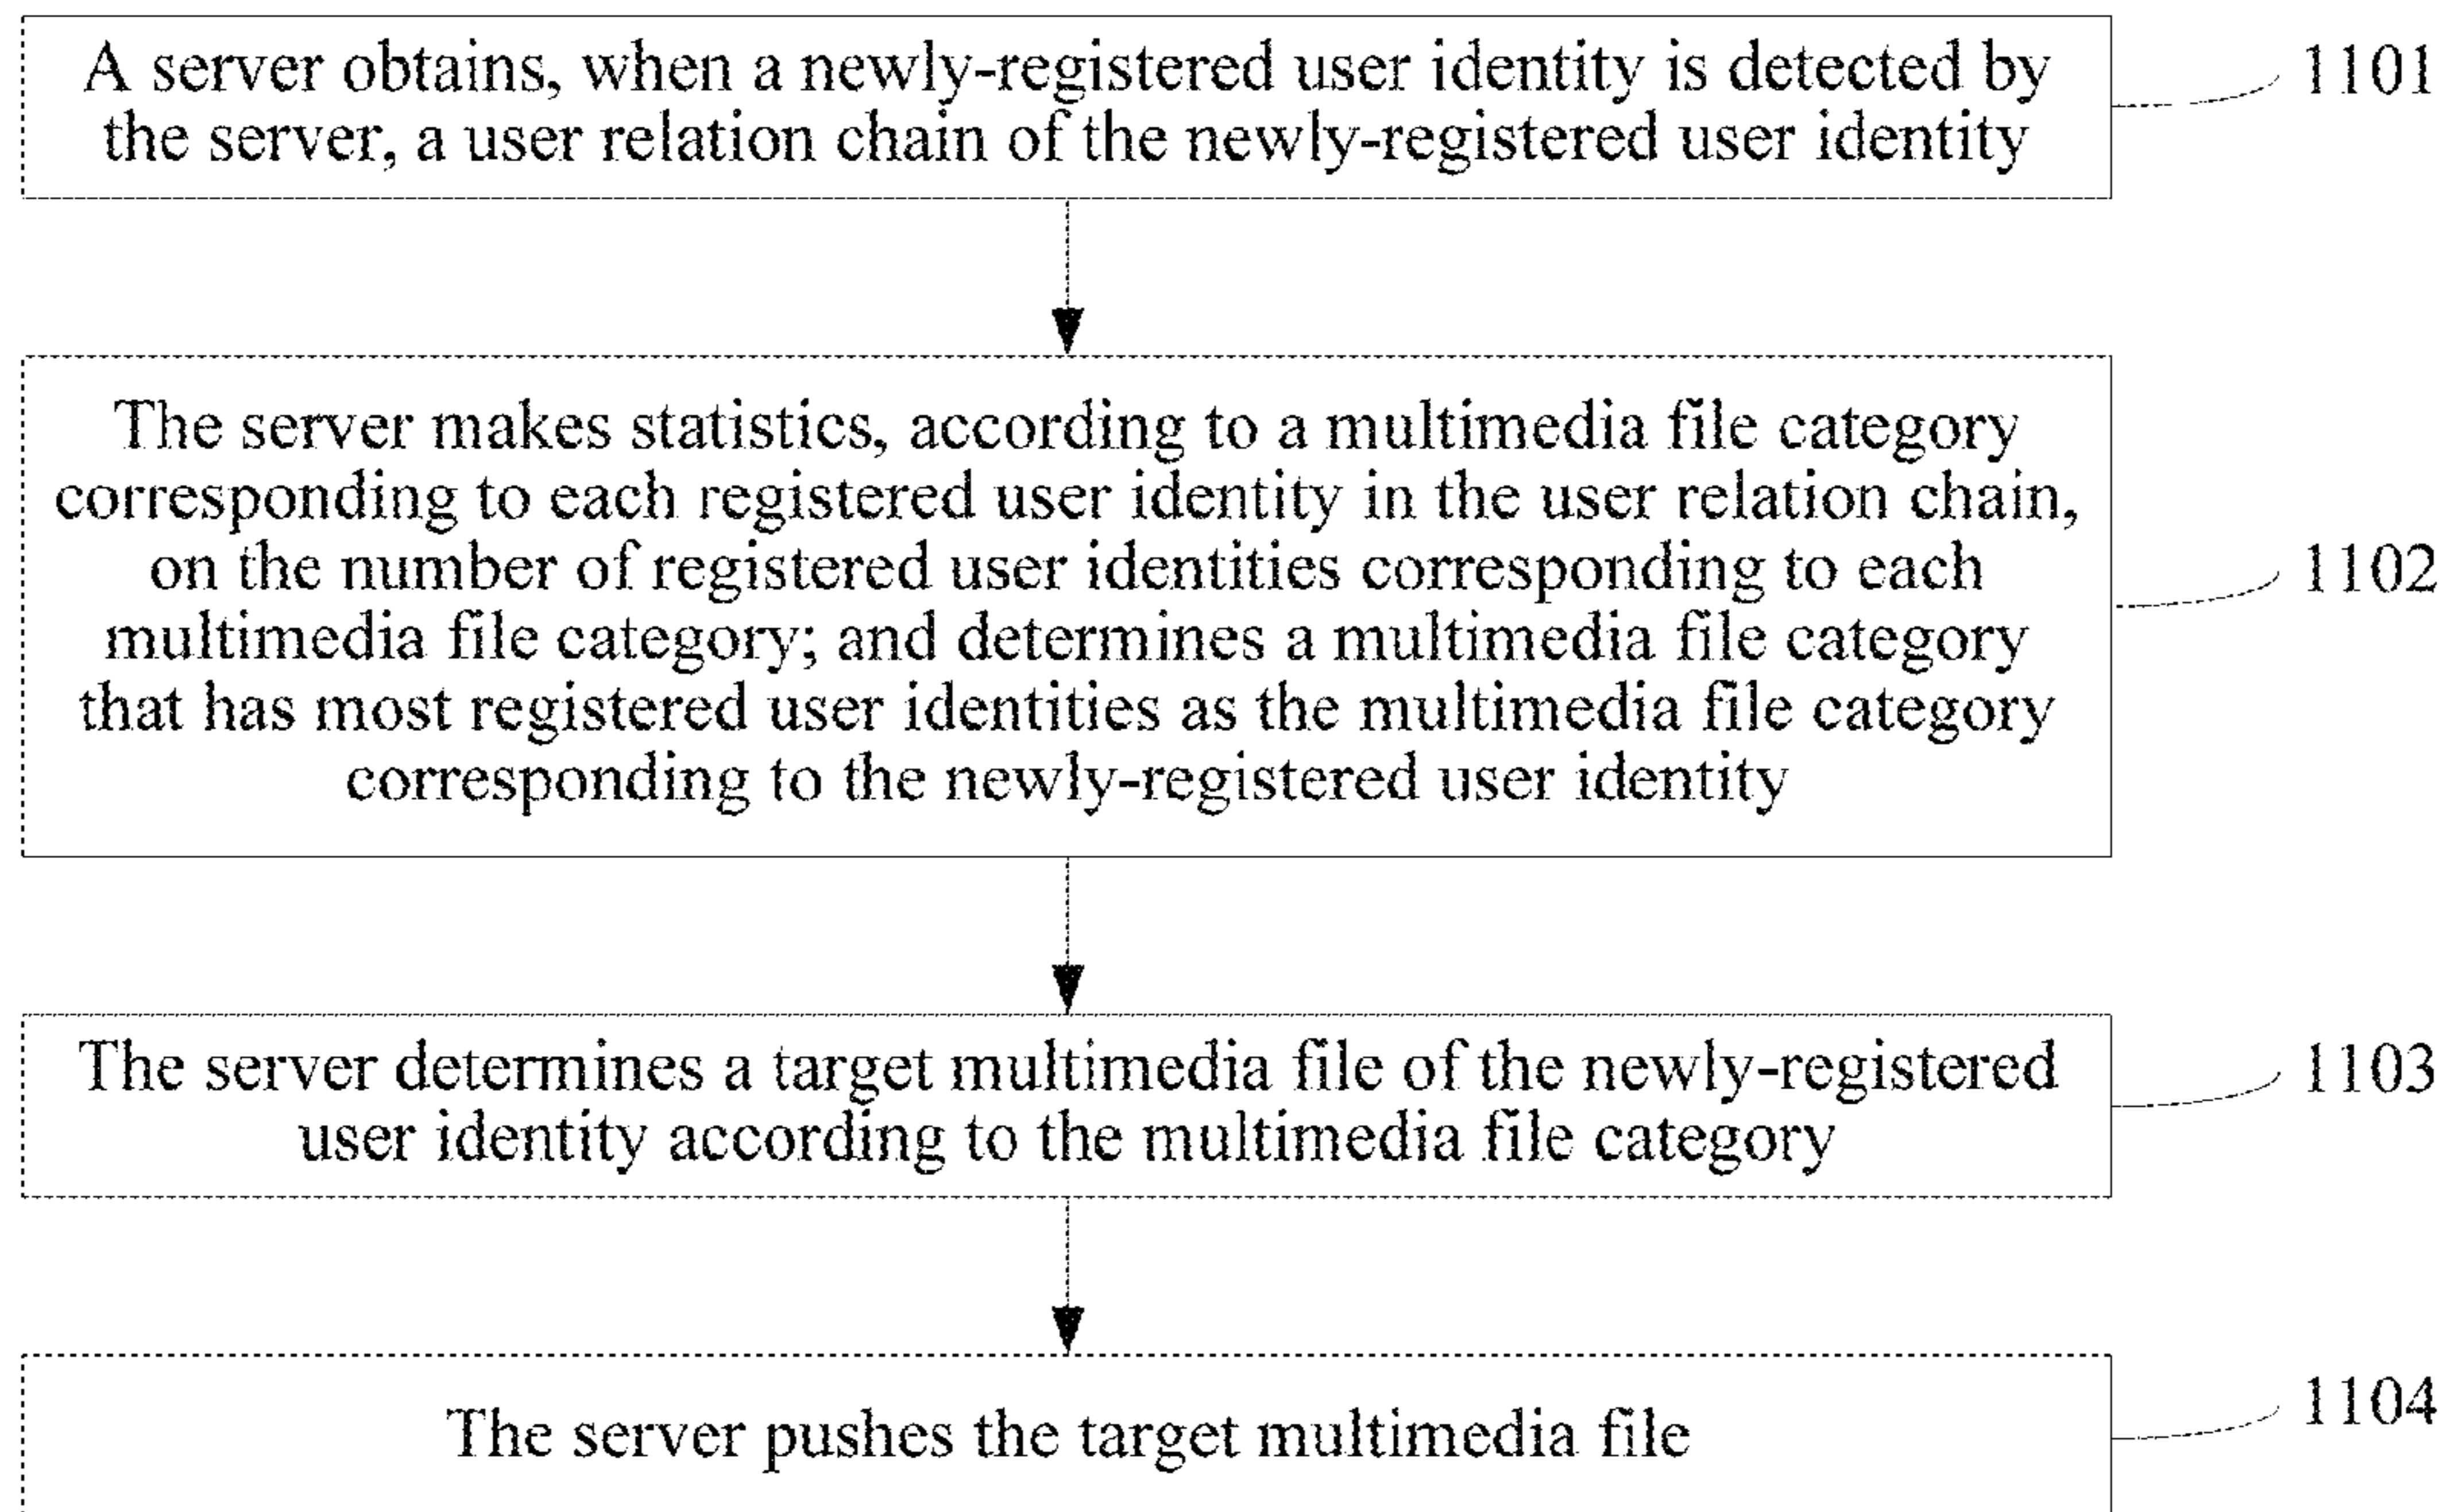 A server obtains, when a newly-registered user identity is detected by
the server, a user relation chain of the newly-registered user identity
1101
The server makes statistics, according to a multimedia file category
corresponding to each registered user identity in the user relation chain,
on the number of registered user identities corresponding to each
multimedia file category; and determines a multimedia file category
that has most registered user identities as the multimedia file category
corresponding to the newly-registered user identity
1102
The server determines a target multimedia file of the newly-registered
user identity according to the multimedia file category
1103
The server pushes the target multimedia file
1104